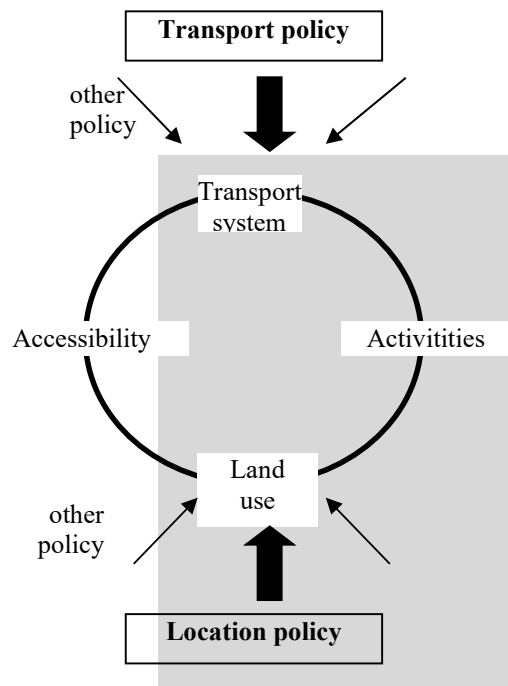 Transport policy
other
policy
Transport
system
Accessibility
Activitities
Land
use
other
policy
Location policy